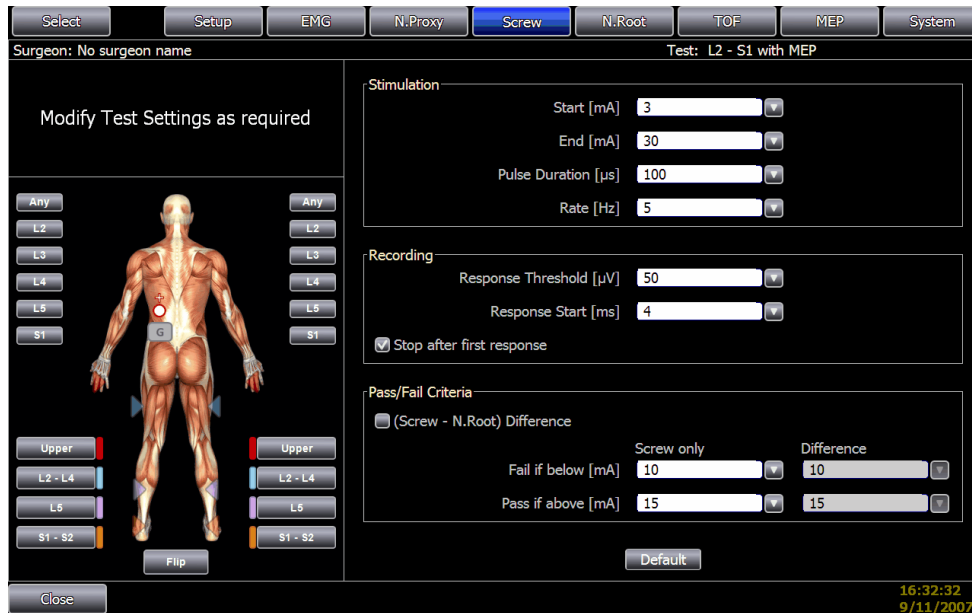 Select Setup EMG N.Proxy Screw N.Root TOF MEP System
Surgeon: No surgeon name Test: L2 - S1 with MEP
Modify Test Settings as required
Any Any
L2 L2
L3 L3
L4 L4
L5 L5
S1 S1
G
Upper Upper
L2 - L4 L2 - L4
L5 L5
S1 - S2 S1 - S2
Flip
Stimulation
Start [mA] 3
End [mA] 30
Pulse Duration [µs] 100
Rate [Hz] 5
Recording
Response Threshold [µV] 50
Response Start [ms] 4
Stop after first response
Pass/Fail Criteria
(Screw - N.Root) Difference
Screw only Difference
Fail if below [mA] 10 10
Pass if above [mA] 15 15
Default
Close
16:32:32
9/11/2007